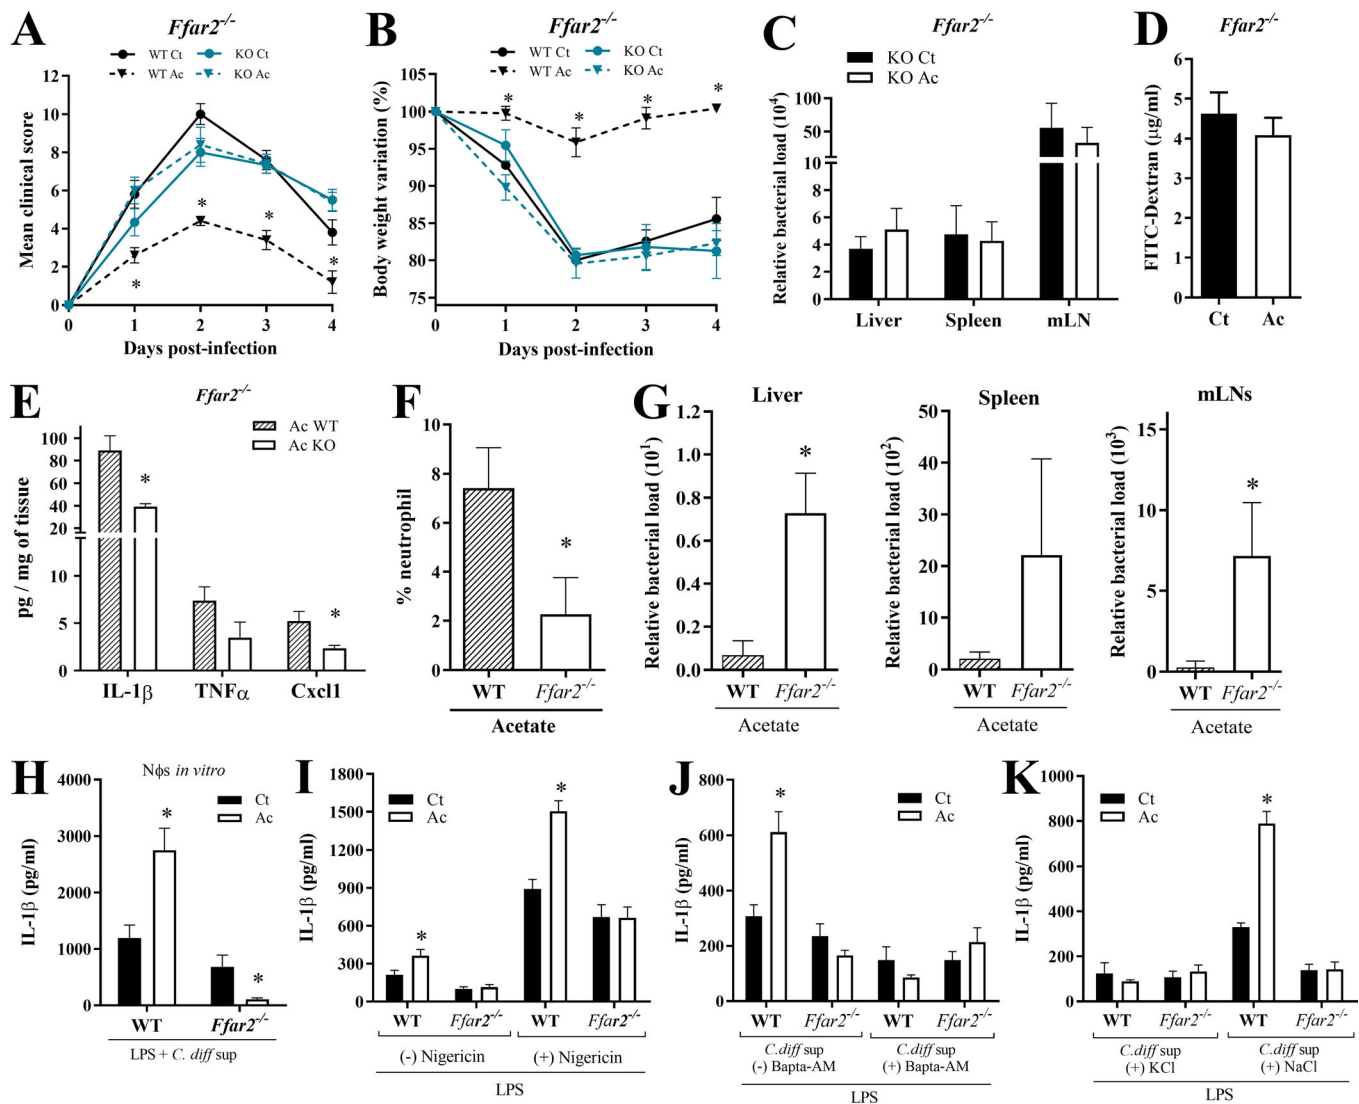 A
Ffar2-/-
WT Ct
KO Ct
WT Ac
KO Ac
Mean clinical score
12
10
8
6
4
2
0
0 1 2 3 4
* * * *
Days post-infection
B
Ffar2-/-
WT Ct
KO Ct
WT Ac
KO Ac
Body weight variation (%)
105
100
95
90
85
80
75
0 1 2 3 4
* * * *
Days post-infection
C
Ffar2-/-
KO Ct
KO Ac
Relative bacterial load (10⁴)
100
50
10
8
6
4
2
0
Liver Spleen mLN
D
Ffar2-/-
FITC-Dextran (µg/ml)
6
5
4
3
2
1
0
Ct Ac
E
Ffar2-/-
Ac WT
Ac KO
pg / mg of tissue
100
80
60
40
20
10
5
0
* *
IL-1β TNFα Cxcl1
F
% neutrophil
10
8
6
4
2
0
*
WT Ffar2-/-
Acetate
G
Liver
Relative bacterial load (10¹)
1.2
1.0
0.8
0.6
0.4
0.2
0.0
*
WT Ffar2-/-
Acetate
Spleen
Relative bacterial load (10²)
50
40
30
20
10
0
WT Ffar2-/-
Acetate
mLNs
Relative bacterial load (10³)
15
10
5
0
*
WT Ffar2-/-
Acetate
H
Nϕs in vitro
Ct
Ac
IL-1β (pg/ml)
4000
3000
2000
1000
0
* *
WT Ffar2-/-
LPS + C. diff sup
I
Ct
Ac
IL-1β (pg/ml)
1800
1500
1200
900
600
300
0
* *
WT Ffar2-/- WT Ffar2-/-
(-) Nigericin (+) Nigericin
LPS
J
Ct
Ac
IL-1β (pg/ml)
800
600
400
200
0
*
WT Ffar2-/- WT Ffar2-/-
C.diff sup C.diff sup
(-) Bapta-AM (+) Bapta-AM
LPS
K
Ct
Ac
IL-1β (pg/ml)
1000
800
600
400
200
0
*
WT Ffar2-/- WT Ffar2-/-
C.diff sup C.diff sup
(+) KCl (+) NaCl
LPS